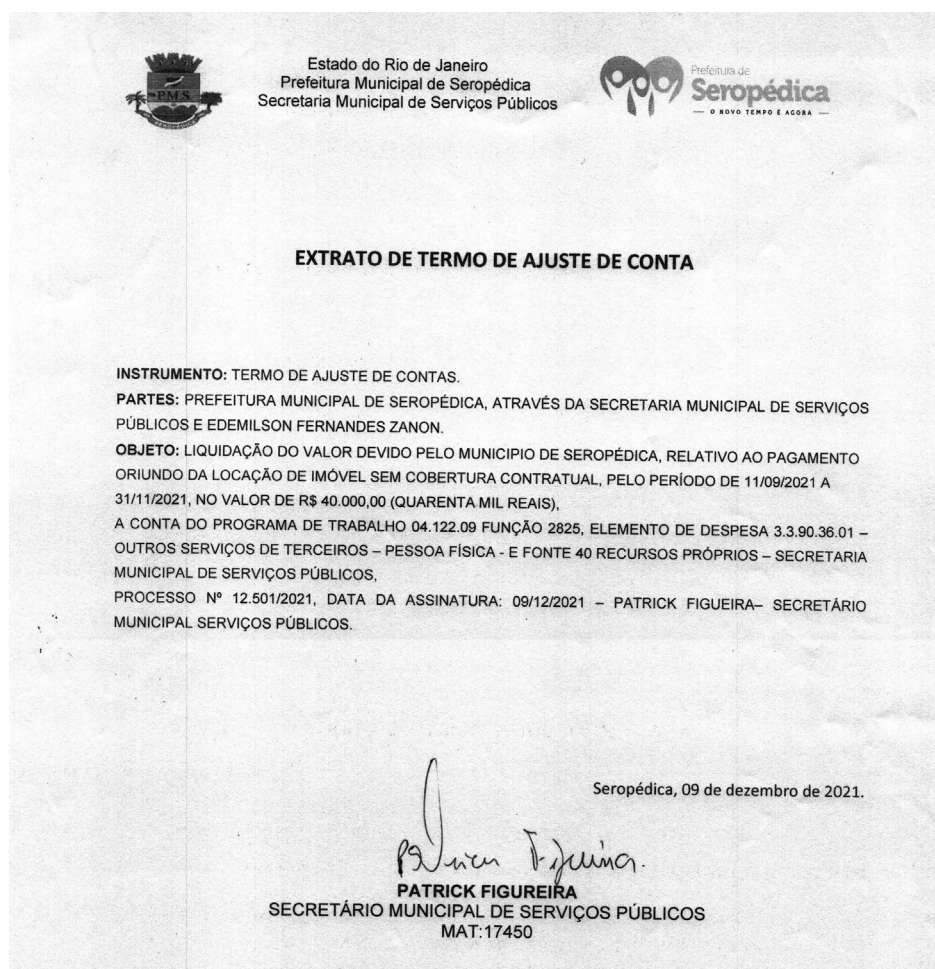 Estado do Rio de Janeiro
Prefeitura Municipal de Seropédica
Secretaria Municipal de Serviços Públicos
P.M.S.
SEROPÉDICA
Prefeitura de
Seropédica
O NOVO TEMPO É AGORA
EXTRATO DE TERMO DE AJUSTE DE CONTA
INSTRUMENTO: TERMO DE AJUSTE DE CONTAS.
PARTES: PREFEITURA MUNICIPAL DE SEROPÉDICA, ATRAVÉS DA SECRETARIA MUNICIPAL DE SERVIÇOS
PÚBLICOS E EDEMILSON FERNANDES ZANON.
OBJETO: LIQUIDAÇÃO DO VALOR DEVIDO PELO MUNICIPIO DE SEROPÉDICA, RELATIVO AO PAGAMENTO
ORIUNDO DA LOCAÇÃO DE IMÓVEL SEM COBERTURA CONTRATUAL, PELO PERÍODO DE 11/09/2021 A
31/11/2021, NO VALOR DE R$ 40.000,00 (QUARENTA MIL REAIS),
A CONTA DO PROGRAMA DE TRABALHO 04.122.09 FUNÇÃO 2825, ELEMENTO DE DESPESA 3.3.90.36.01 –
OUTROS SERVIÇOS DE TERCEIROS – PESSOA FÍSICA - E FONTE 40 RECURSOS PRÓPRIOS – SECRETARIA
MUNICIPAL DE SERVIÇOS PÚBLICOS,
PROCESSO Nº 12.501/2021, DATA DA ASSINATURA: 09/12/2021 – PATRICK FIGUEIRA– SECRETÁRIO
MUNICIPAL SERVIÇOS PÚBLICOS.
Seropédica, 09 de dezembro de 2021.
PATRICK FIGUREIRA
SECRETÁRIO MUNICIPAL DE SERVIÇOS PÚBLICOS
MAT:17450